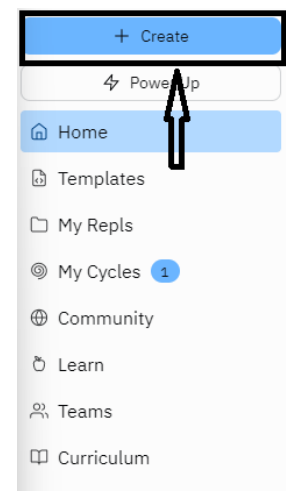 + Create
Power Up
Home
Templates
My Repls
My Cycles 1
Community
Learn
Teams
Curriculum